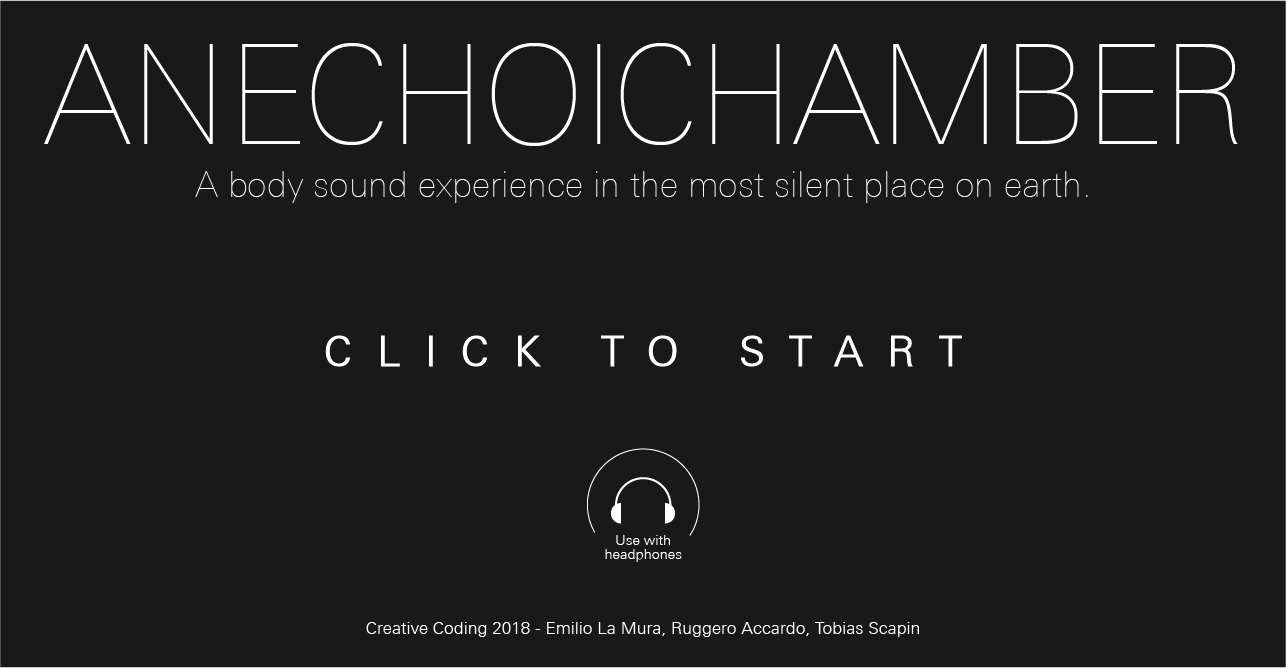 ANECHOICHAMBER
A body sound experience in the most silent place on earth.
CLICK TO START
Use with
headphones
Creative Coding 2018 - Emilio La Mura, Ruggero Accardo, Tobias Scapin